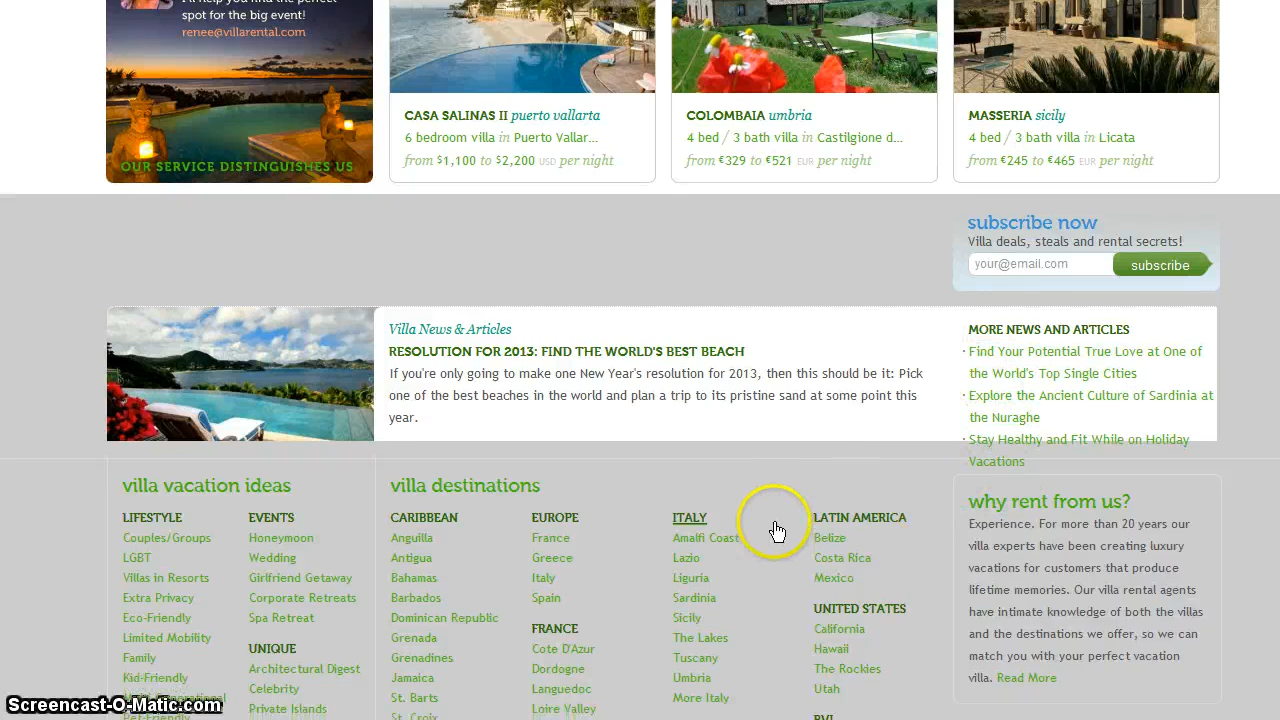 I'll help you find the perfect
spot for the big event!
renee@villarental.com
OUR SERVICE DISTINGUISHES US
CASA SALINAS II puerto vallarta
6 bedroom villa in Puerto Vallar...
from $1,100 to $2,200 USD per night
COLOMBAIA umbria
4 bed / 3 bath villa in Castilgione d...
from €329 to €521 EUR per night
MASSERIA sicily
4 bed / 3 bath villa in Licata
from €245 to €465 EUR per night
subscribe now
Villa deals, steals and rental secrets!
your@email.com
subscribe
Villa News & Articles
RESOLUTION FOR 2013: FIND THE WORLD'S BEST BEACH
If you're only going to make one New Year's resolution for 2013, then this should be it: Pick
one of the best beaches in the world and plan a trip to its pristine sand at some point this
year.
MORE NEWS AND ARTICLES
· Find Your Potential True Love at One of
the World's Top Single Cities
· Explore the Ancient Culture of Sardinia at
the Nuraghe
· Stay Healthy and Fit While on Holiday
Vacations
villa vacation ideas
LIFESTYLE
Couples/Groups
LGBT
Villas in Resorts
Extra Privacy
Eco-Friendly
Limited Mobility
Family
Kid-Friendly
Multi-Generational
Pet-Friendly
EVENTS
Honeymoon
Wedding
Girlfriend Getaway
Corporate Retreats
Spa Retreat
UNIQUE
Architectural Digest
Celebrity
Private Islands
villa destinations
CARIBBEAN
Anguilla
Antigua
Bahamas
Barbados
Dominican Republic
Grenada
Grenadines
Jamaica
St. Barts
St. Croix
EUROPE
France
Greece
Italy
Spain
FRANCE
Cote D'Azur
Dordogne
Languedoc
Loire Valley
ITALY
Amalfi Coast
Lazio
Liguria
Sardinia
Sicily
The Lakes
Tuscany
Umbria
More Italy
LATIN AMERICA
Belize
Costa Rica
Mexico
UNITED STATES
California
Hawaii
The Rockies
Utah
BVI
why rent from us?
Experience. For more than 20 years our
villa experts have been creating luxury
vacations for customers that produce
lifetime memories. Our villa rental agents
have intimate knowledge of both the villas
and the destinations we offer, so we can
match you with your perfect vacation
villa. Read More
Screencast-O-Matic.com